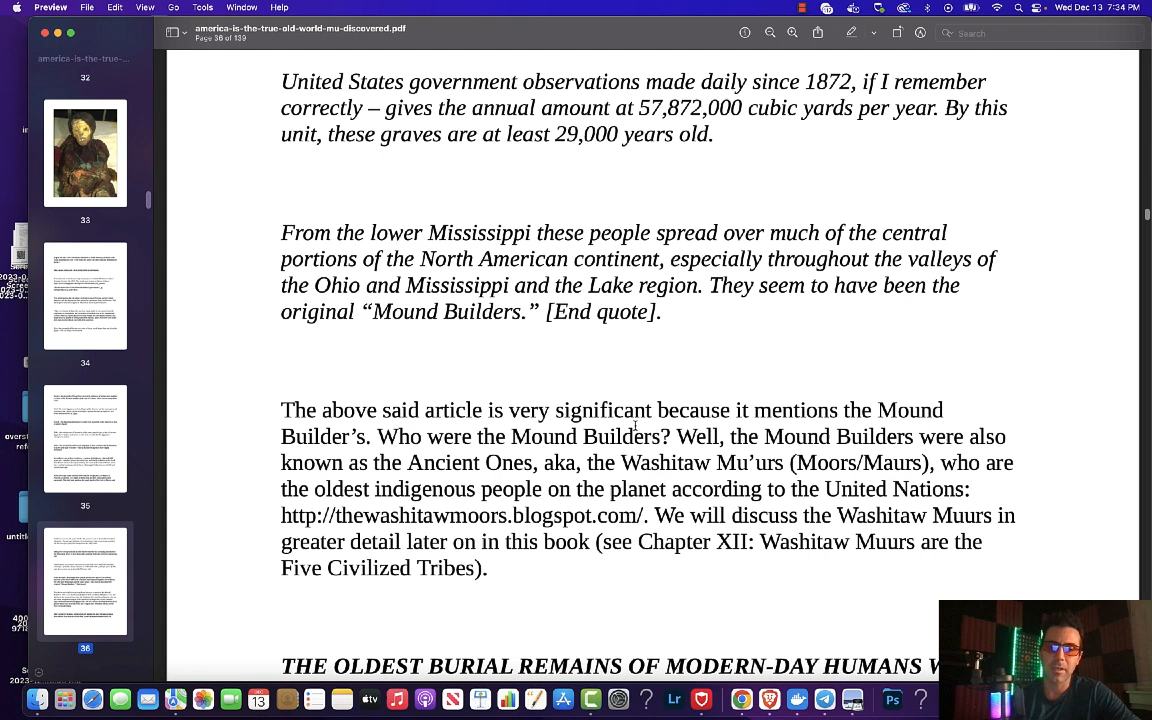 Preview File Edit View Go Tools Window Help Wed Dec 13 7:34 PM
america-is-the-true-old-world-mu-discovered.pdf
Page 36 of 139
Search
america-is-the-true-...
32
33
34
35
36
United States government observations made daily since 1872, if I remember
correctly – gives the annual amount at 57,872,000 cubic yards per year. By this
unit, these graves are at least 29,000 years old.
From the lower Mississippi these people spread over much of the central
portions of the North American continent, especially throughout the valleys of
the Ohio and Mississippi and the Lake region. They seem to have been the
original “Mound Builders.” [End quote].
The above said article is very significant because it mentions the Mound
Builder’s. Who were the Mound Builders? Well, the Mound Builders were also
known as the Ancient Ones, aka, the Washitaw Mu’urs (Moors/Maurs), who are
the oldest indigenous people on the planet according to the United Nations:
http://thewashitawmoors.blogspot.com/. We will discuss the Washitaw Muurs in
greater detail later on in this book (see Chapter XII: Washitaw Muurs are the
Five Civilized Tribes).
THE OLDEST BURIAL REMAINS OF MODERN-DAY HUMANS
DEC
13
tv
Lr
Ps